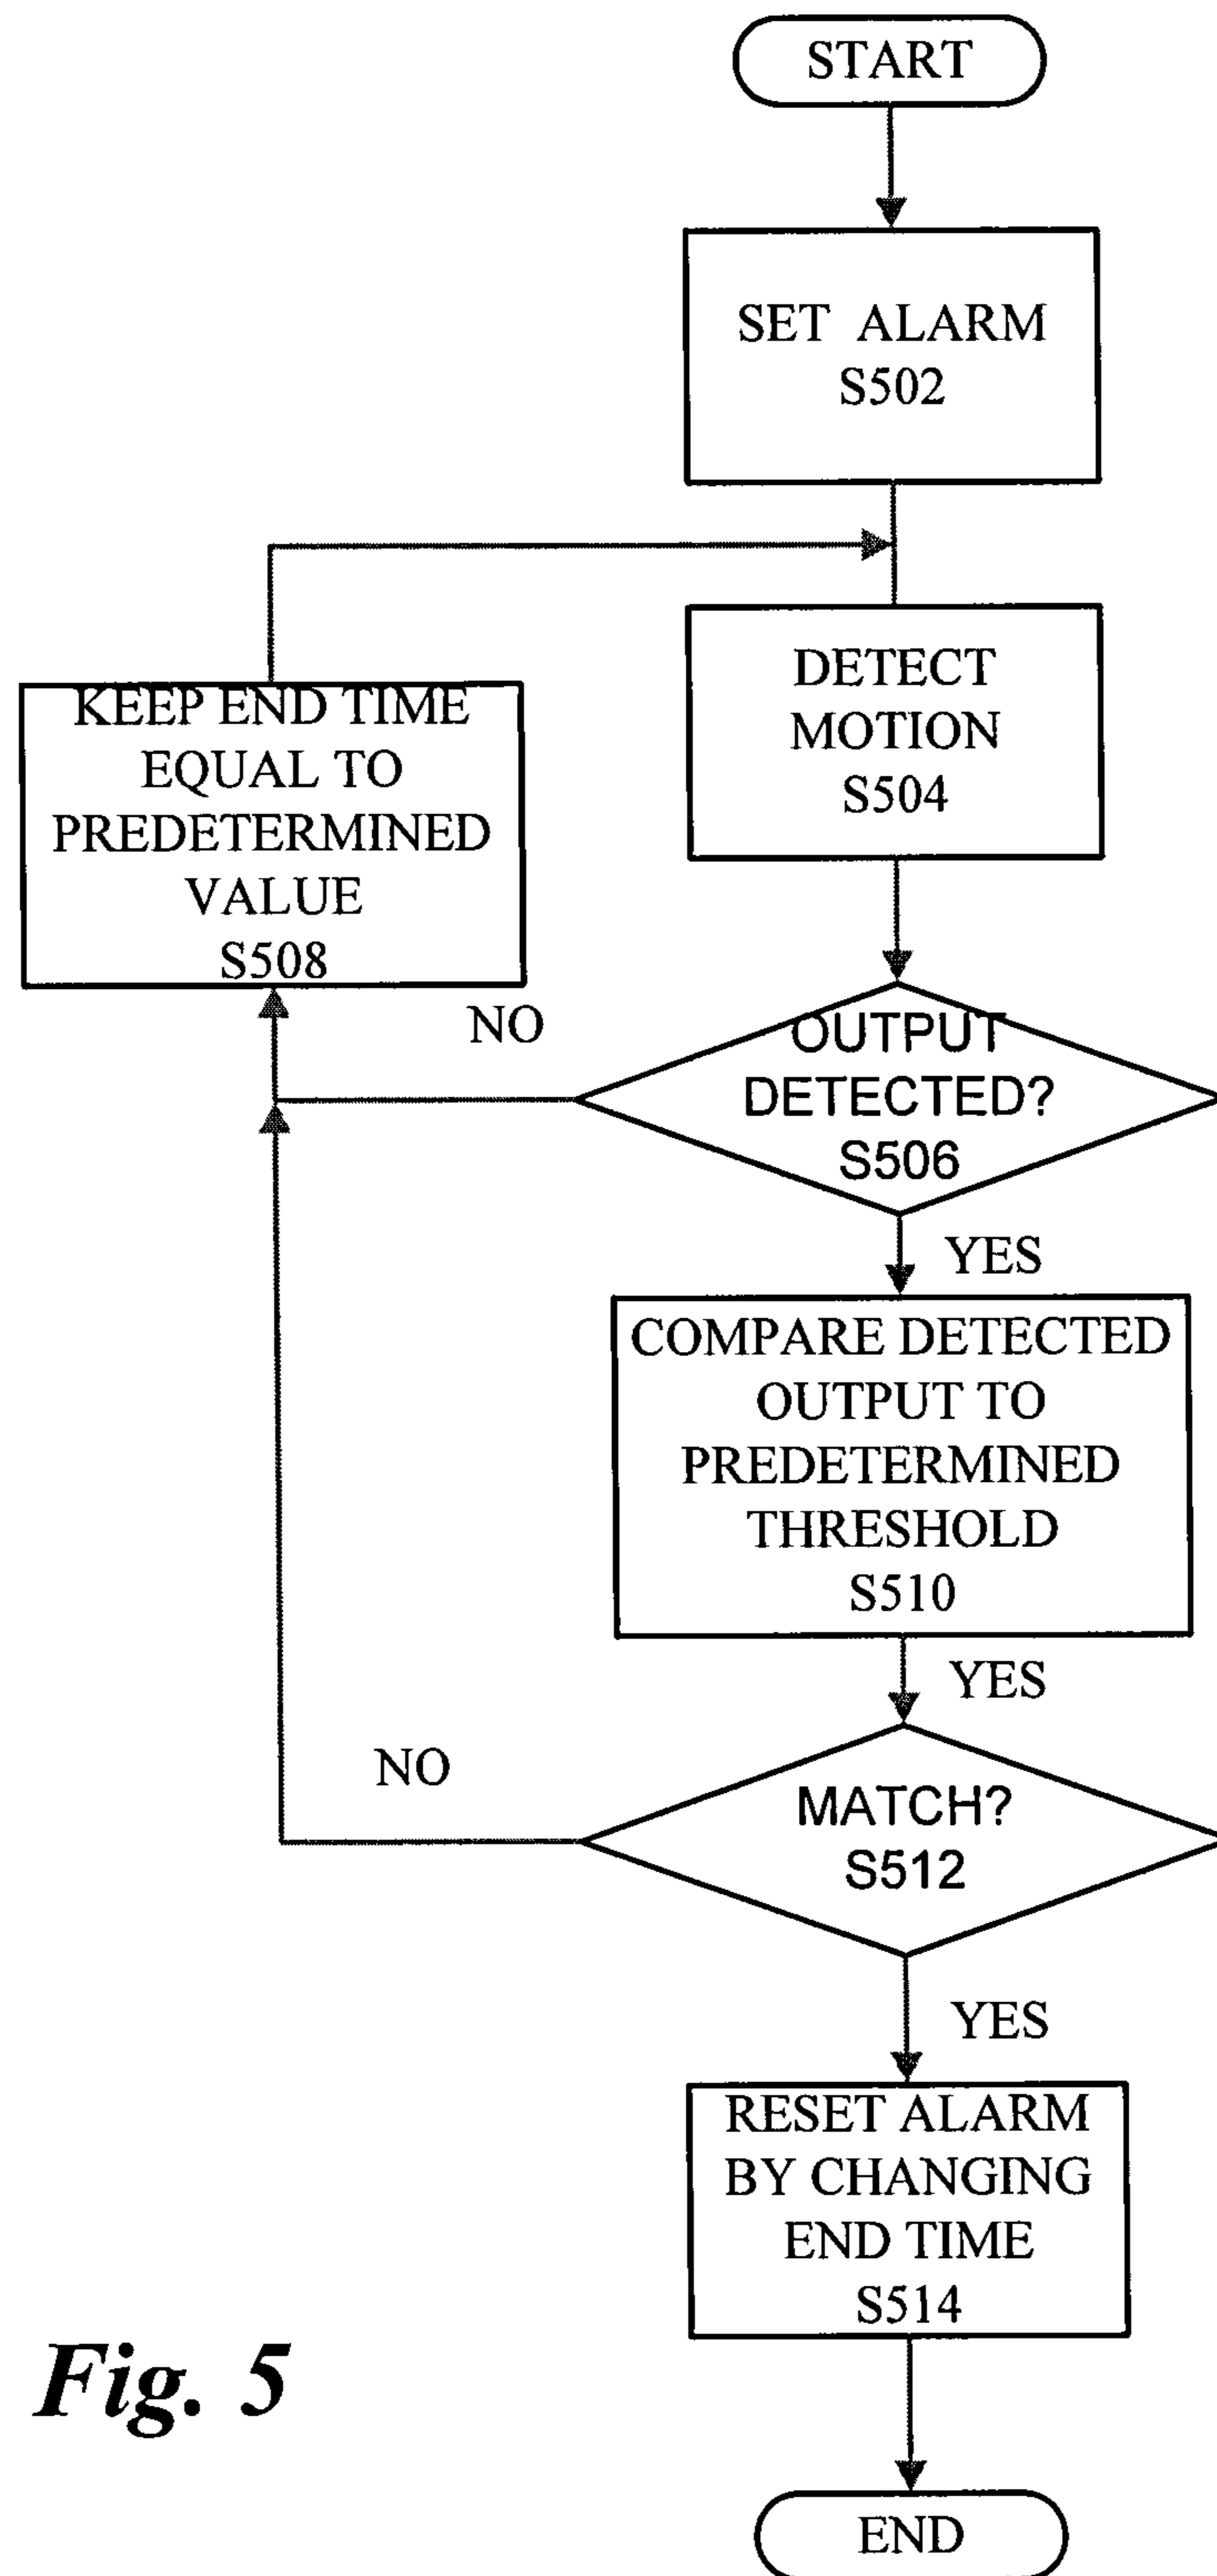 START
SET ALARM
S502
DETECT
MOTION
S504
KEEP END TIME
EQUAL TO
PREDETERMINED
VALUE
S508
NO
OUTPUT
DETECTED?
S506
YES
COMPARE DETECTED
OUTPUT TO
PREDETERMINED
THRESHOLD
S510
YES
NO
MATCH?
S512
YES
RESET ALARM
BY CHANGING
END TIME
S514
Fig. 5
END